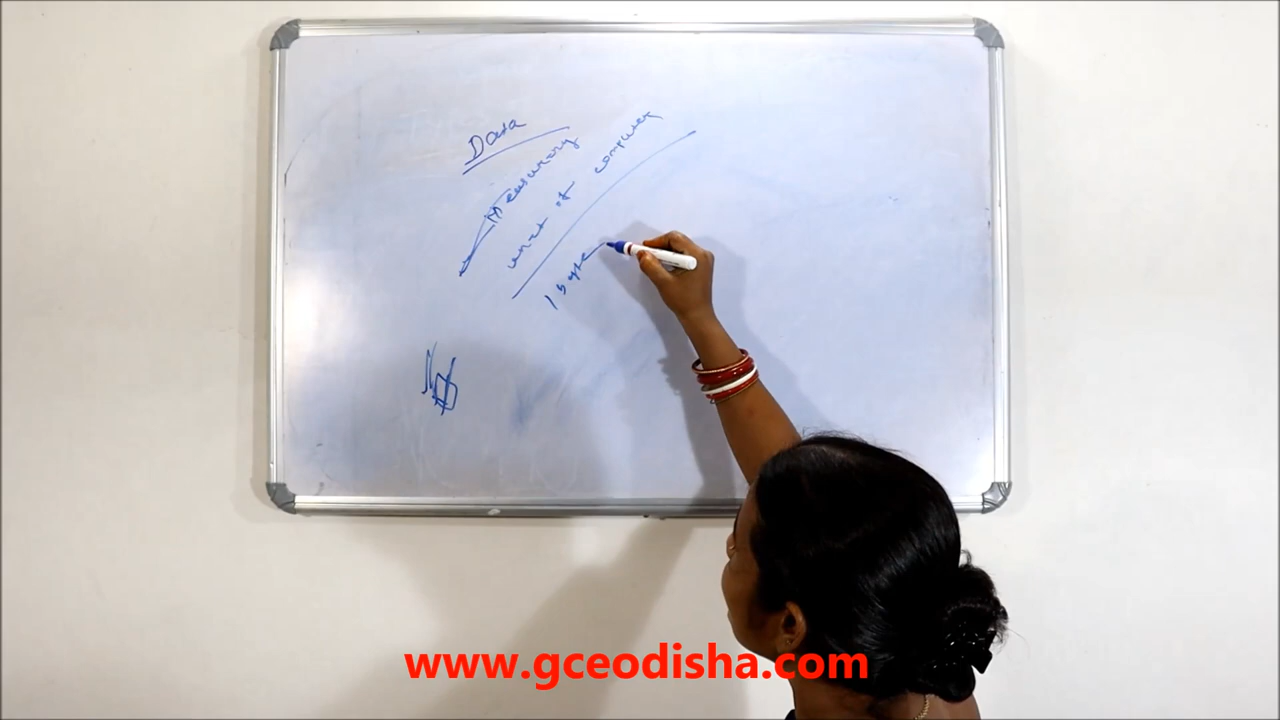 Data
Measuring
unit of computer
1 byte
www.gceodisha.com